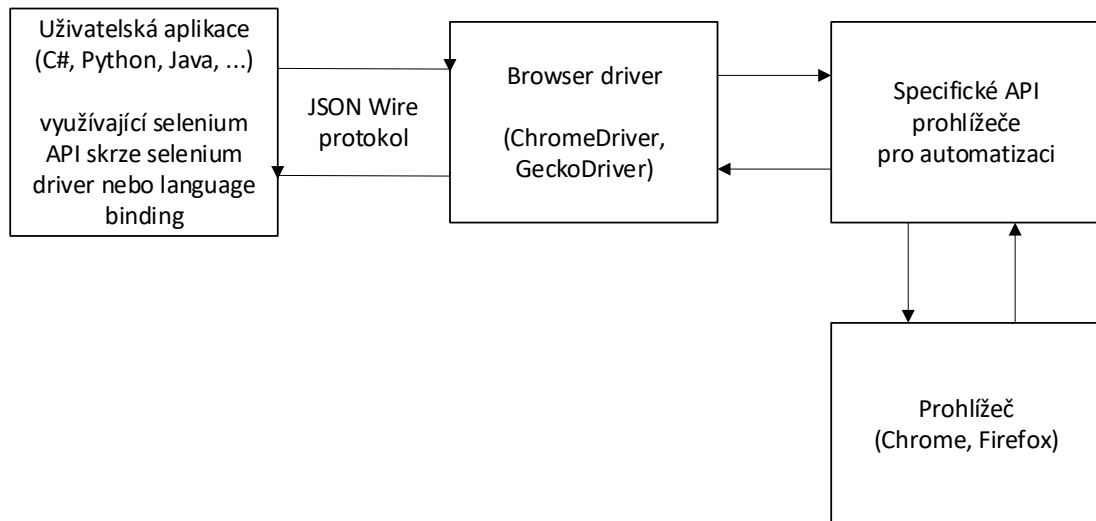 Uživatelská aplikace
(C#, Python, Java, ...)
využívající selenium
API skrze selenium
driver nebo language
binding
JSON Wire
protokol
Browser driver
(ChromeDriver,
GeckoDriver)
Specifické API
prohlížeče
pro automatizaci
Prohlížeč
(Chrome, Firefox)